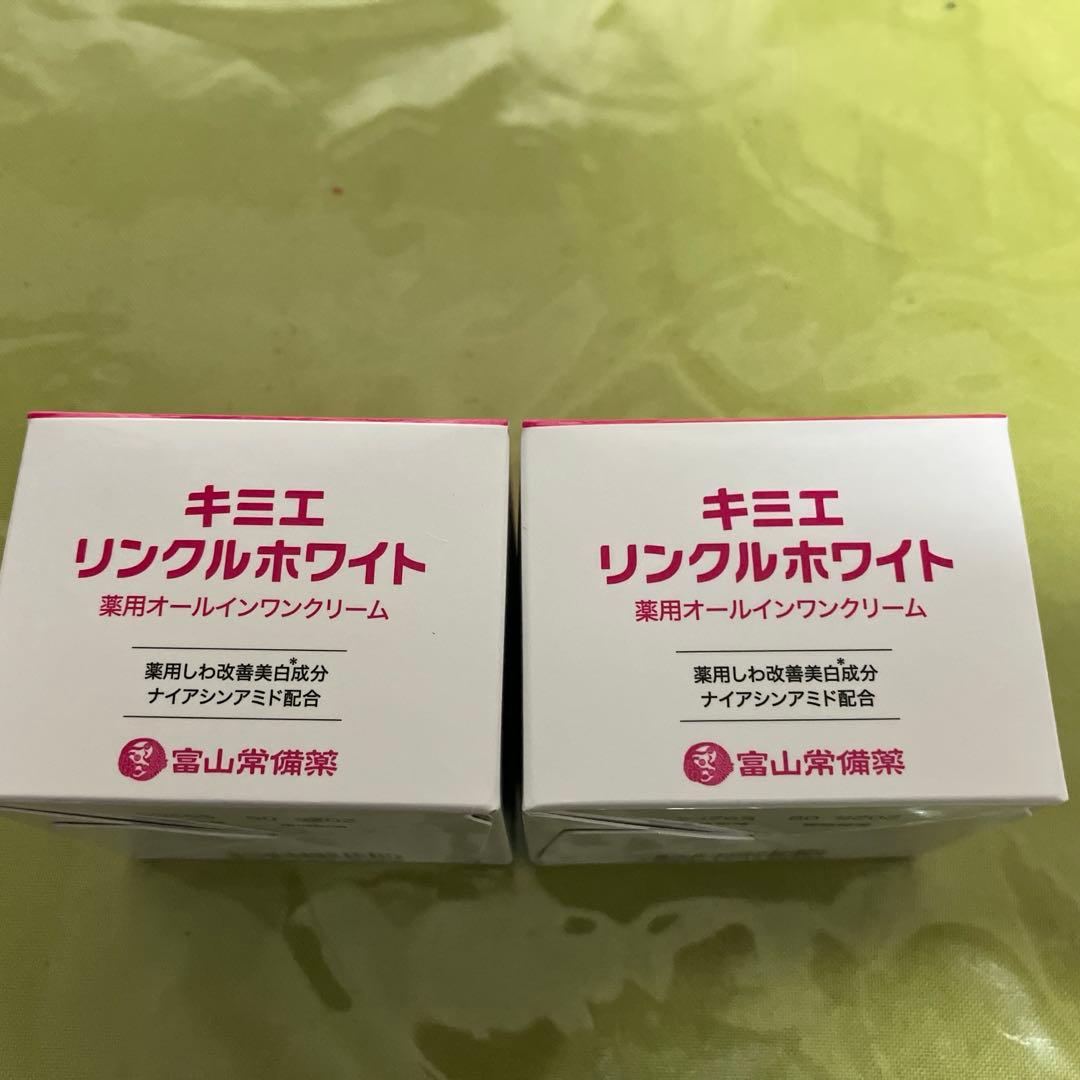 キミエ
リンクルホワイト
薬用オールインワンクリーム
薬用しわ改善美白*成分
ナイアシンアミド配合
富山常備薬
キミエ
リンクルホワイト
薬用オールインワンクリーム
薬用しわ改善美白*成分
ナイアシンアミド配合
富山常備薬